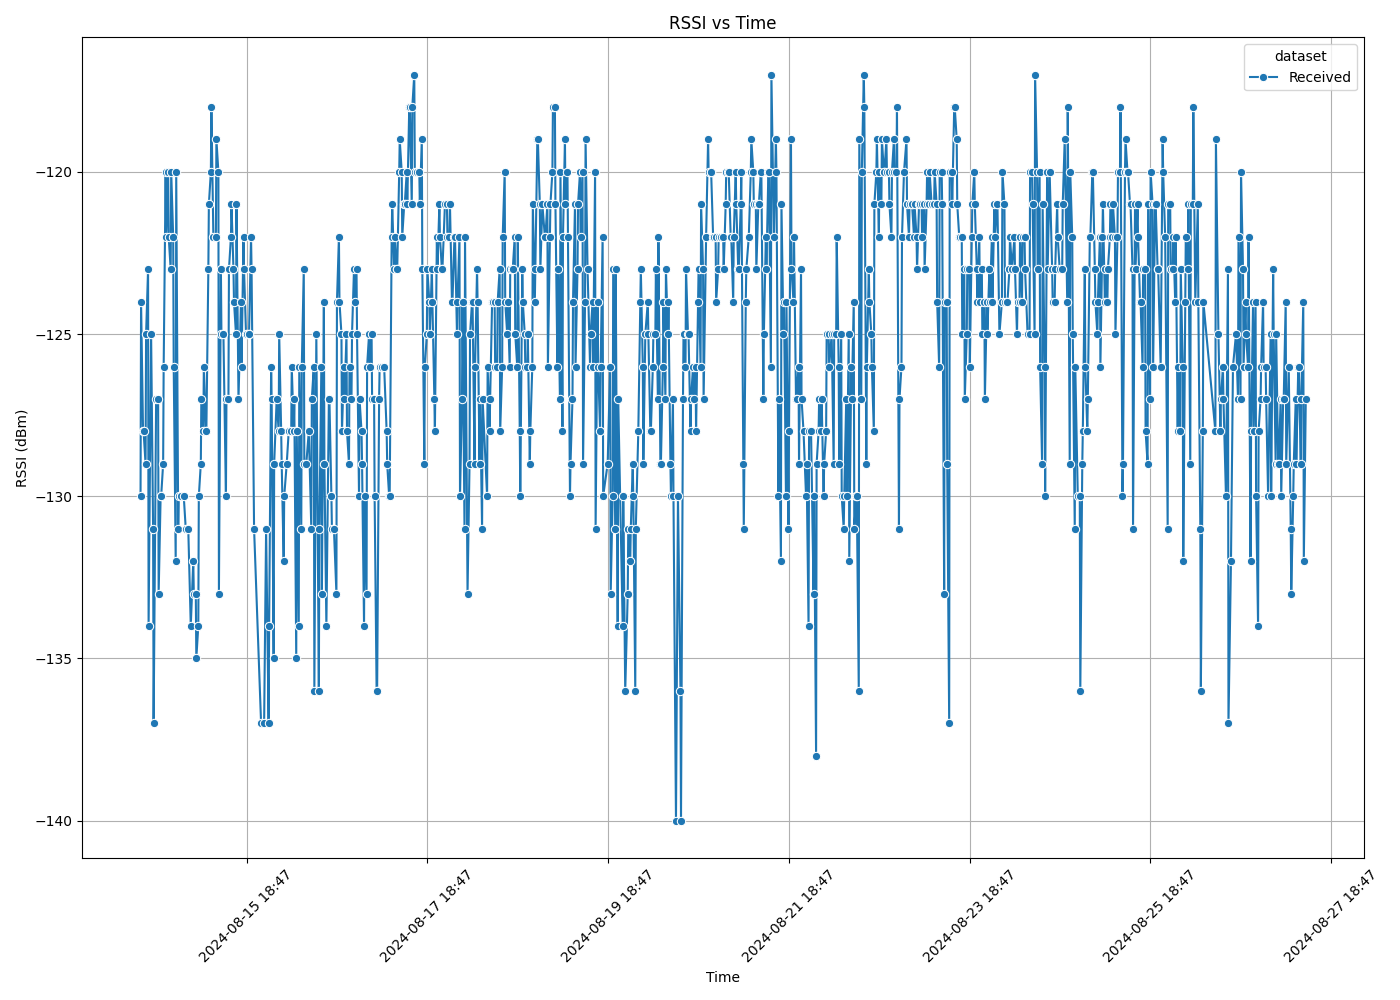 RSSI vs Time
dataset
Received
RSSI (dBm)
−120
−125
−130
−135
−140
2024-08-15 18:47
2024-08-17 18:47
2024-08-19 18:47
2024-08-21 18:47
2024-08-23 18:47
2024-08-25 18:47
2024-08-27 18:47
Time